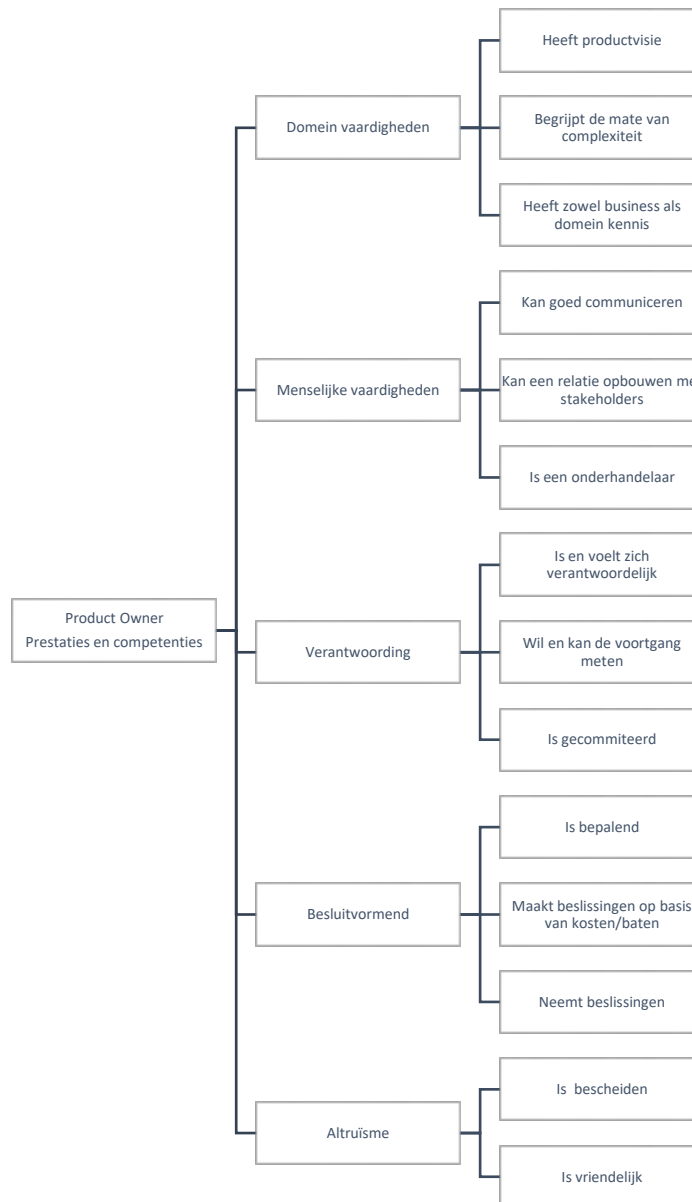 Heeft productvisie
Domein vaardigheden
Begrijpt de mate van
complexiteit
Heeft zowel business als
domein kennis
Kan goed communiceren
Menselijke vaardigheden
Kan een relatie opbouwen me
stakeholders
Is een onderhandelaar
Product Owner
Prestaties en competenties
Is en voelt zich
verantwoordelijk
Verantwoording
Wil en kan de voortgang
meten
Is gecommiteerd
Is bepalend
Besluitvormend
Maakt beslissingen op basis
van kosten/baten
Neemt beslissingen
Is bescheiden
Altruïsme
Is vriendelijk